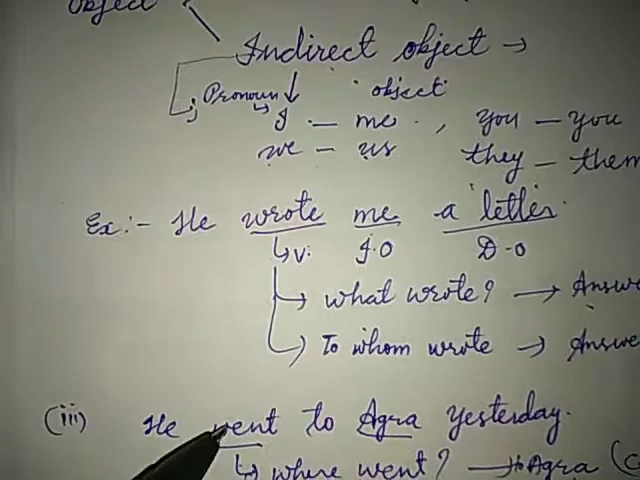 Object
Indirect object →
Pronoun ↓ object
I — me , you — you
we — us they — them
Ex:- He wrote me a letter.
↳ v. I.O D-O
what wrote? → Answe
To whom wrote → Answe
(iii) He went to Agra yesterday.
↳ where went? → to Agra (